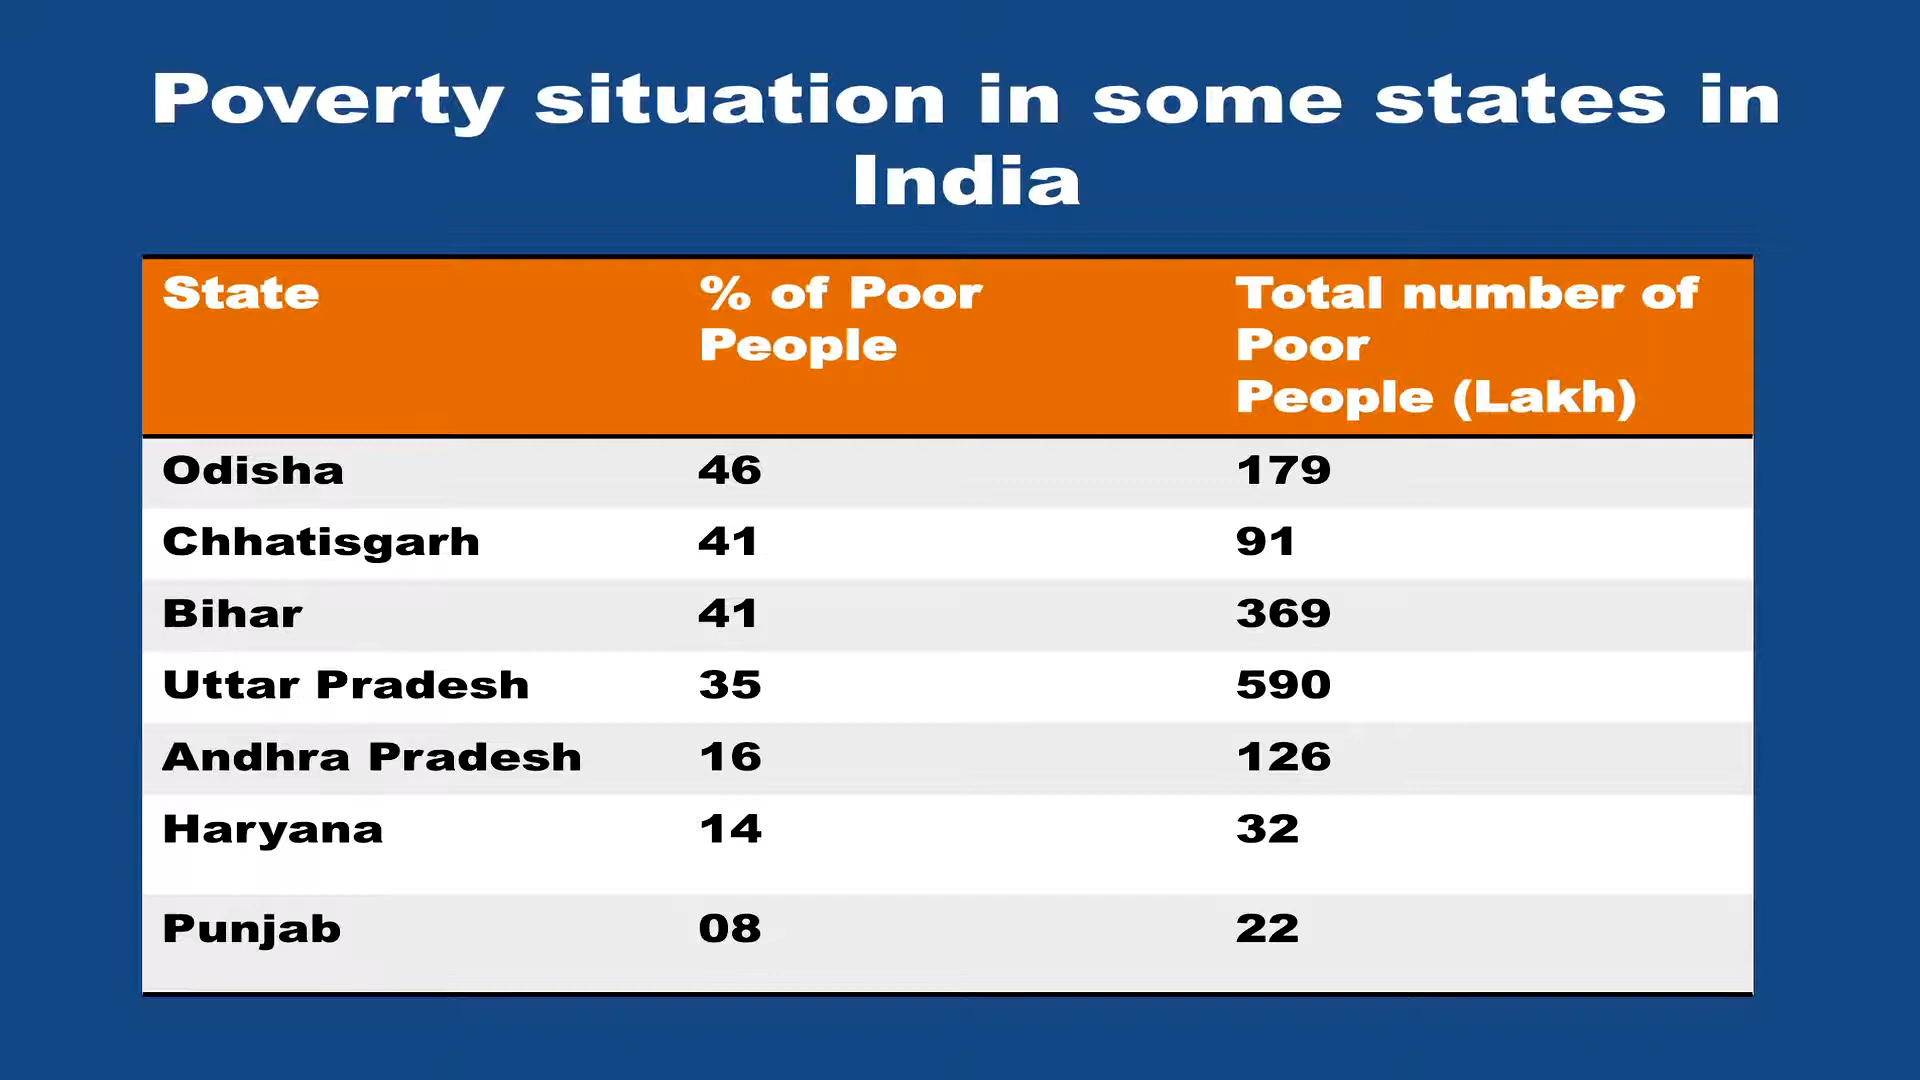 Poverty situation in some states in
India
State % of Poor People Total number of Poor People (Lakh)
Odisha 46 179
Chhatisgarh 41 91
Bihar 41 369
Uttar Pradesh 35 590
Andhra Pradesh 16 126
Haryana 14 32
Punjab 08 22